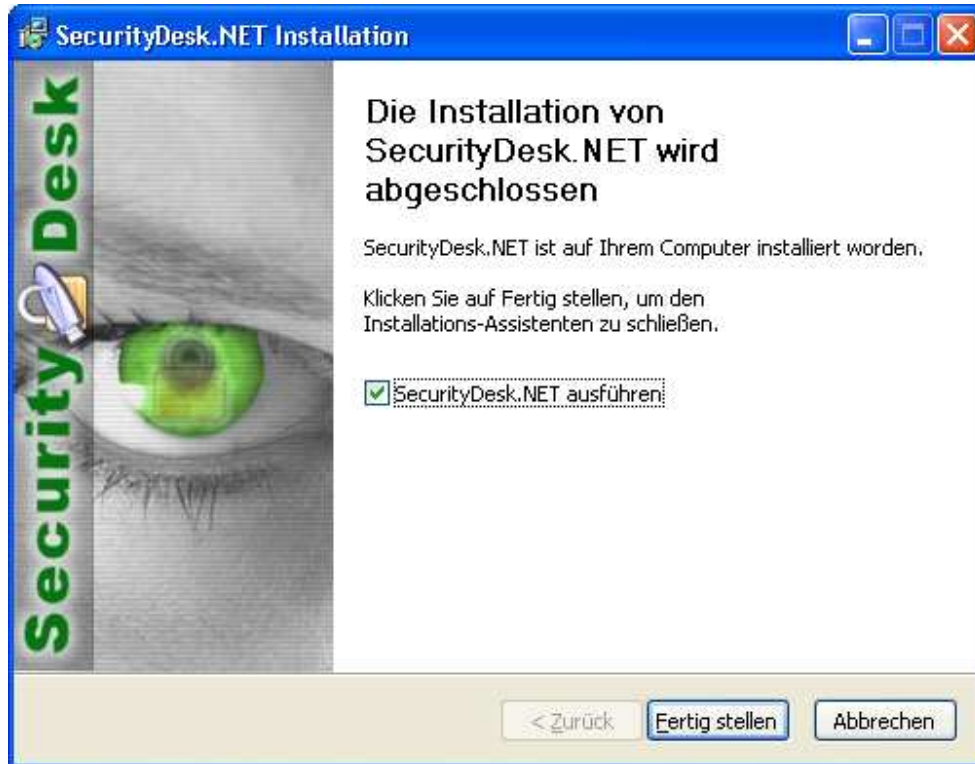 SecurityDesk.NET Installation
Security Desk
Die Installation von
SecurityDesk.NET wird
abgeschlossen
SecurityDesk.NET ist auf Ihrem Computer installiert worden.
Klicken Sie auf Fertig stellen, um den
Installations-Assistenten zu schließen.
SecurityDesk.NET ausführen
< Zurück
Fertig stellen
Abbrechen